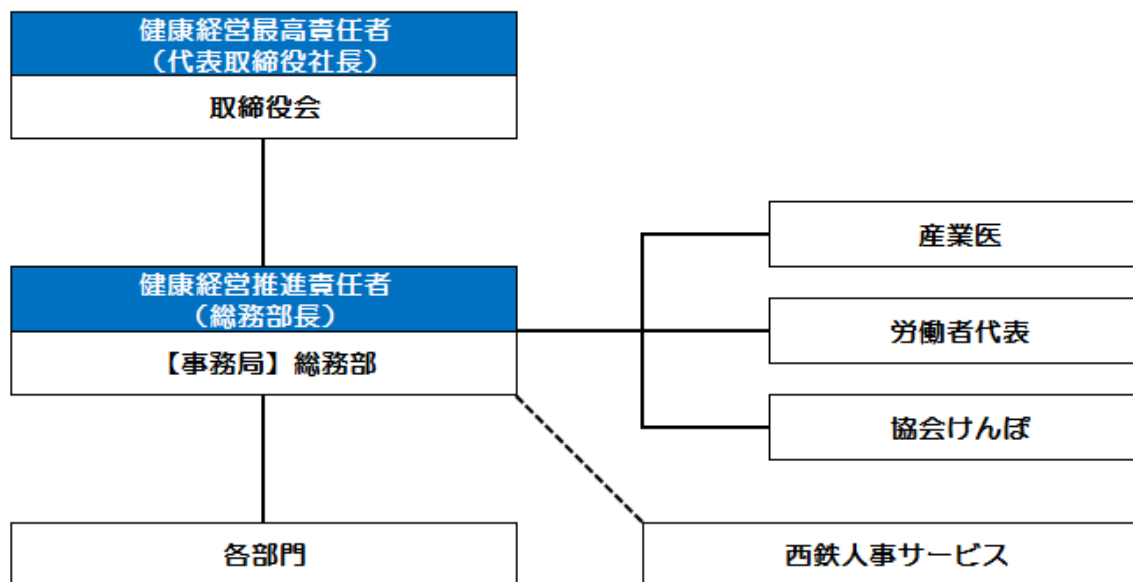 健康経営最高責任者
（代表取締役社長）
取締役会
健康経営推進責任者
（総務部長）
【事務局】総務部
産業医
労働者代表
協会けんぽ
各部門
西鉄人事サービス